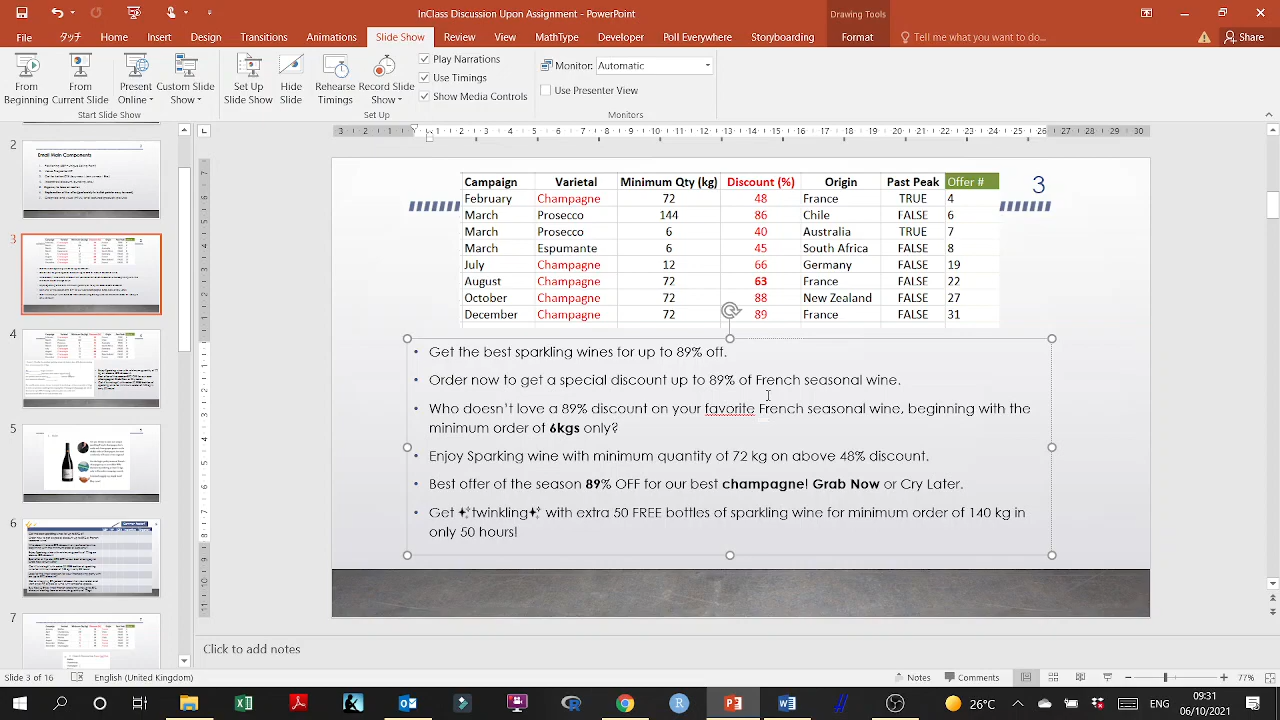 InClass Discussion Upon Assignments - PowerPoint
Drawing Tools
File Home Insert Design Transitions Animations Slide Show Review View MathType Developer Poll Everywhere Storyboarding Format Tell me what you want to do... Share
From Beginning
From Current Slide
Present Online
Custom Slide Show
Set Up Slide Show
Hide Slide
Rehearse Timings
Record Slide Show
Play Narrations
Use Timings
Show Media Controls
Monitor: Automatic
Use Presenter View
Start Slide Show
Set Up
Monitors
2
Email Main Components
3
4
5
6
7
3
Campaign Varietal Minimum Qty (kg) Discount (%) Origin Past Peak Offer #
February Champagne 72 48 France TRUE 4
March Prosecco 144 86 Chile FALSE 6
March Prosecco 6 40 Australia TRUE 7
March Espumante 6 45 South Africa FALSE 8
July Champagne 12 66 Germany FALSE 19
August Champagne 72 63 France FALSE 22
October Champagne 72 88 New Zealand FALSE 27
December Champagne 72 89 France FALSE 31
• Get the best sparkling wines for up to 89% off.
• Order now to get a special discount up to 89% of French seasonal wine.
• Who doesn't love a 89% discount on your favorite French seasonal wine, beginning with the
minimum order of 6kgs only?
• Enjoy Sparking wine with minimum quantity of 72 kg on above 48% discount.
• Best offer of the season 89% OFF for our best champagne! Grab Now or Cry Later.
• Get ✨twinkling✨ with extra 50 FREE bottles of sparkling wine for minimum order of 140 kg in
only 50 hours!
Click to add notes
Slide 3 of 16 English (United Kingdom) Notes Comments 77%
26°C ENG 09:31
06/10/2021